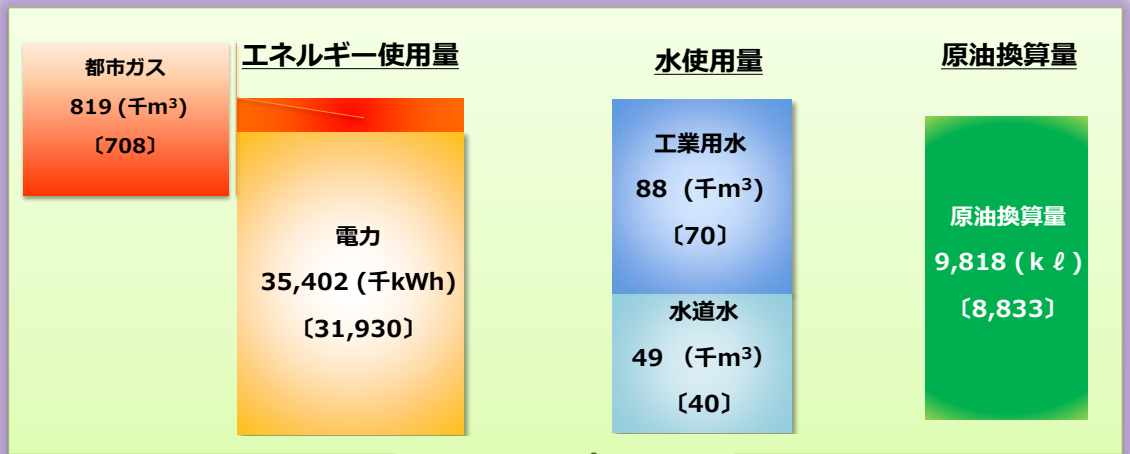 都市ガス
819 (千m³)
〔708〕
エネルギー使用量
電力
35,402 (千kWh)
〔31,930〕
水使用量
工業用水
88 (千m³)
〔70〕
水道水
49 (千m³)
〔40〕
原油換算量
原油換算量
9,818 (kℓ)
〔8,833〕